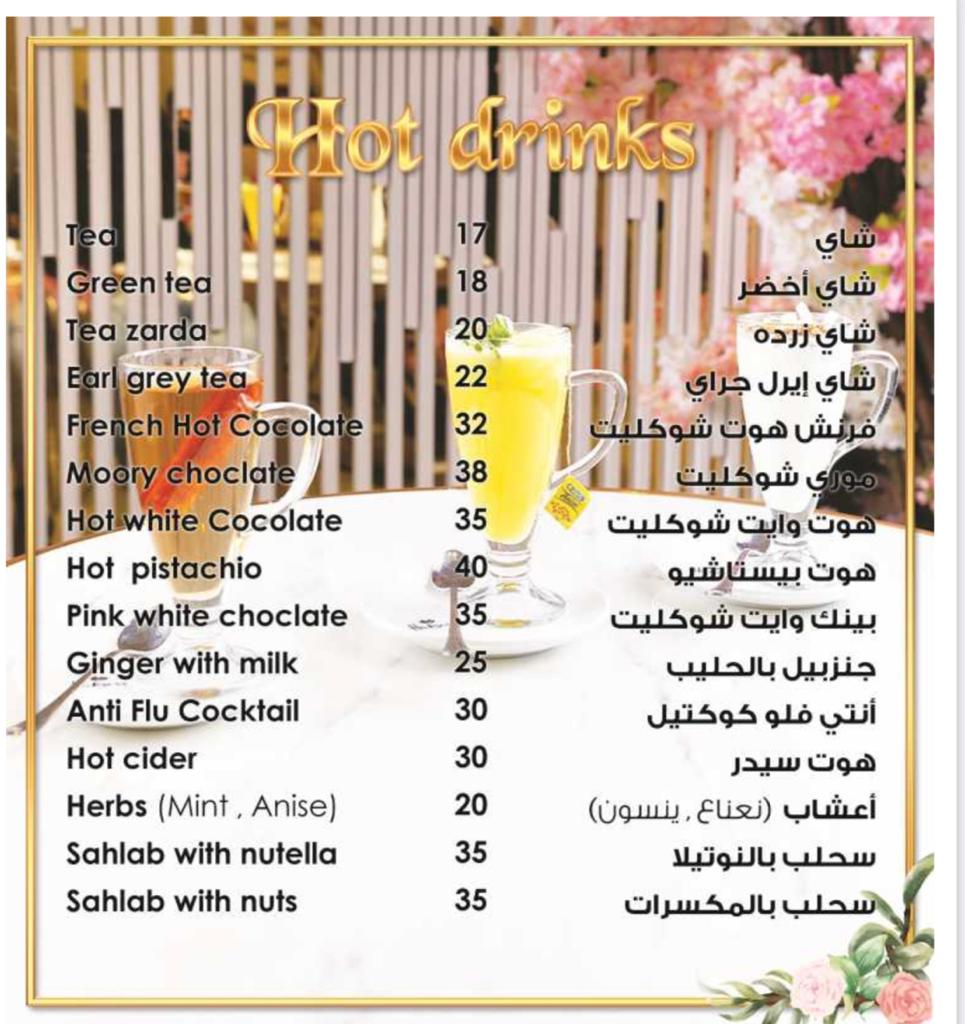 Hot drinks
Tea 17 شاي
Green tea 18 شاي أخضر
Tea zarda 20 شاي زرده
Earl grey tea 22 شاي إيرل جراي
French Hot Cocolate 32 فرنش هوت شوكليت
Moory choclate 38 موري شوكليت
Hot white Cocolate 35 هوت وايت شوكليت
Hot pistachio 40 هوت بيستاشيو
Pink white choclate 35 بينك وايت شوكليت
Ginger with milk 25 جنزبيل بالحليب
Anti Flu Cocktail 30 أنتي فلو كوكتيل
Hot cider 30 هوت سيدر
Herbs (Mint , Anise) 20 أعشاب (نعناع , ينسون)
Sahlab with nutella 35 سحلب بالنوتيلا
Sahlab with nuts 35 سحلب بالمكسرات